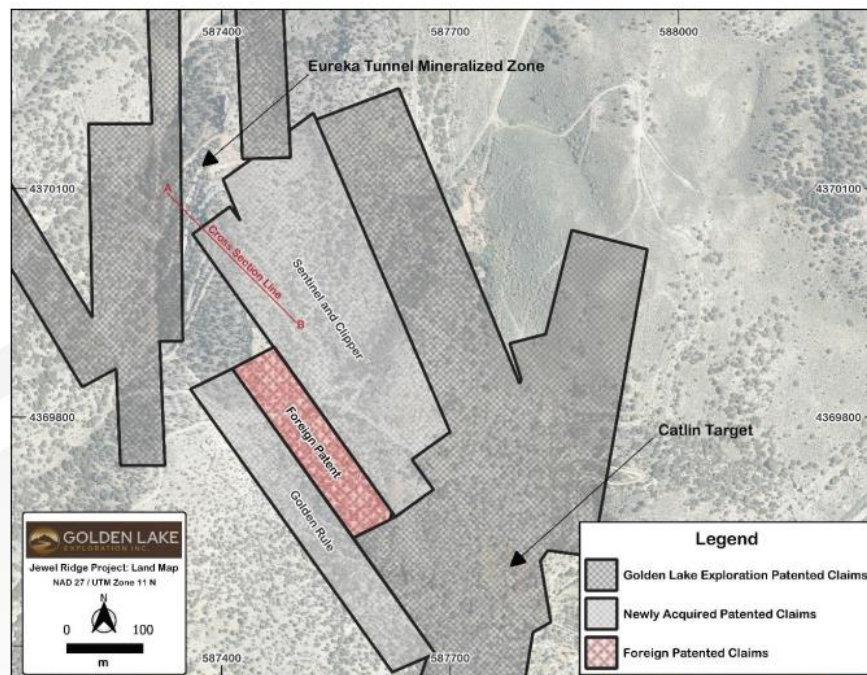 587400
587700
588000
Eureka Tunnel Mineralized Zone
4370100
4370100
A
Cross Section Line
B
Sentinel and Clipper
4369800
4369800
Foreign Patent
Catlin Target
Golden Rule
GOLDEN LAKE
EXPLORATION INC.
Jewel Ridge Project: Land Map
NAD 27 / UTM Zone 11 N
N
0 100
m
Legend
Golden Lake Exploration Patented Claims
Newly Acquired Patented Claims
Foreign Patented Claims
587400
587700